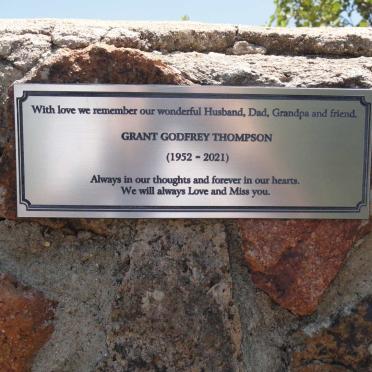 With love we remember our wonderful Husband, Dad, Grandpa and friend.
GRANT GODFREY THOMPSON
(1952 - 2021)
Always in our thoughts and forever in our hearts.
We will always Love and Miss you.